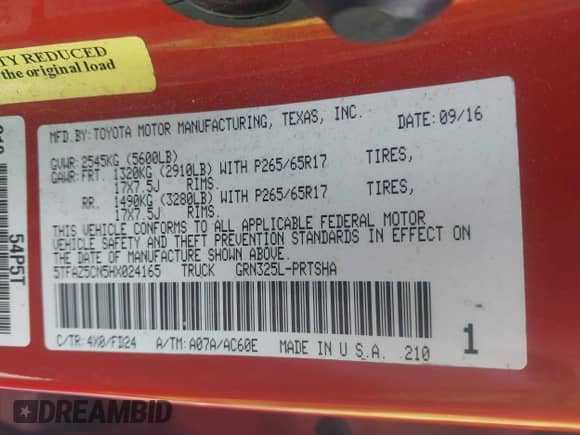 TY REDUCED
the original load
MFD.BY:TOYOTA MOTOR MANUFACTURING, TEXAS, INC.
DATE:09/16
GVWR:2545KG (5600LB)
GAWR:FRT. 1320KG (2910LB) WITH P265/65R17 TIRES,
17X7.5J RIMS.
RR. 1490KG (3280LB) WITH P265/65R17 TIRES,
17X7.5J RIMS.
THIS VEHICLE CONFORMS TO ALL APPLICABLE FEDERAL MOTOR
VEHICLE SAFETY AND THEFT PREVENTION STANDARDS IN EFFECT ON
THE DATE OF MANUFACTURE SHOWN ABOVE.
5TFAZ5CN5HX024165 TRUCK GRN325L-PRTSHA
C/TR:4X0/FD24 A/TM:A07A/AC60E MADE IN U S A. 210
1
54P5T
DREAMBID